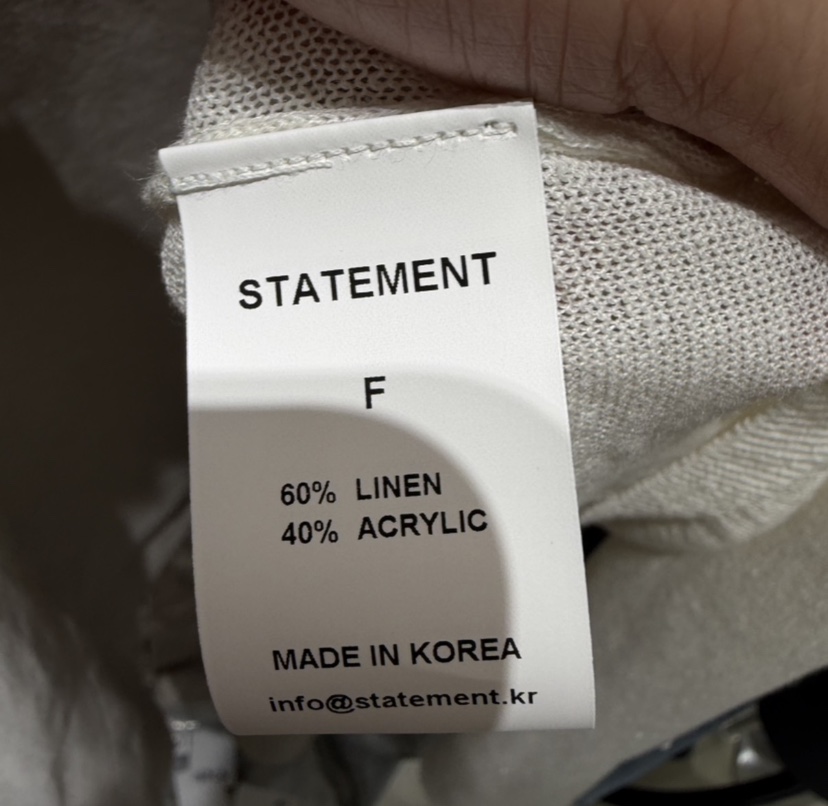 STATEMENT
F
60% LINEN
40% ACRYLIC
MADE IN KOREA
info@statement.kr